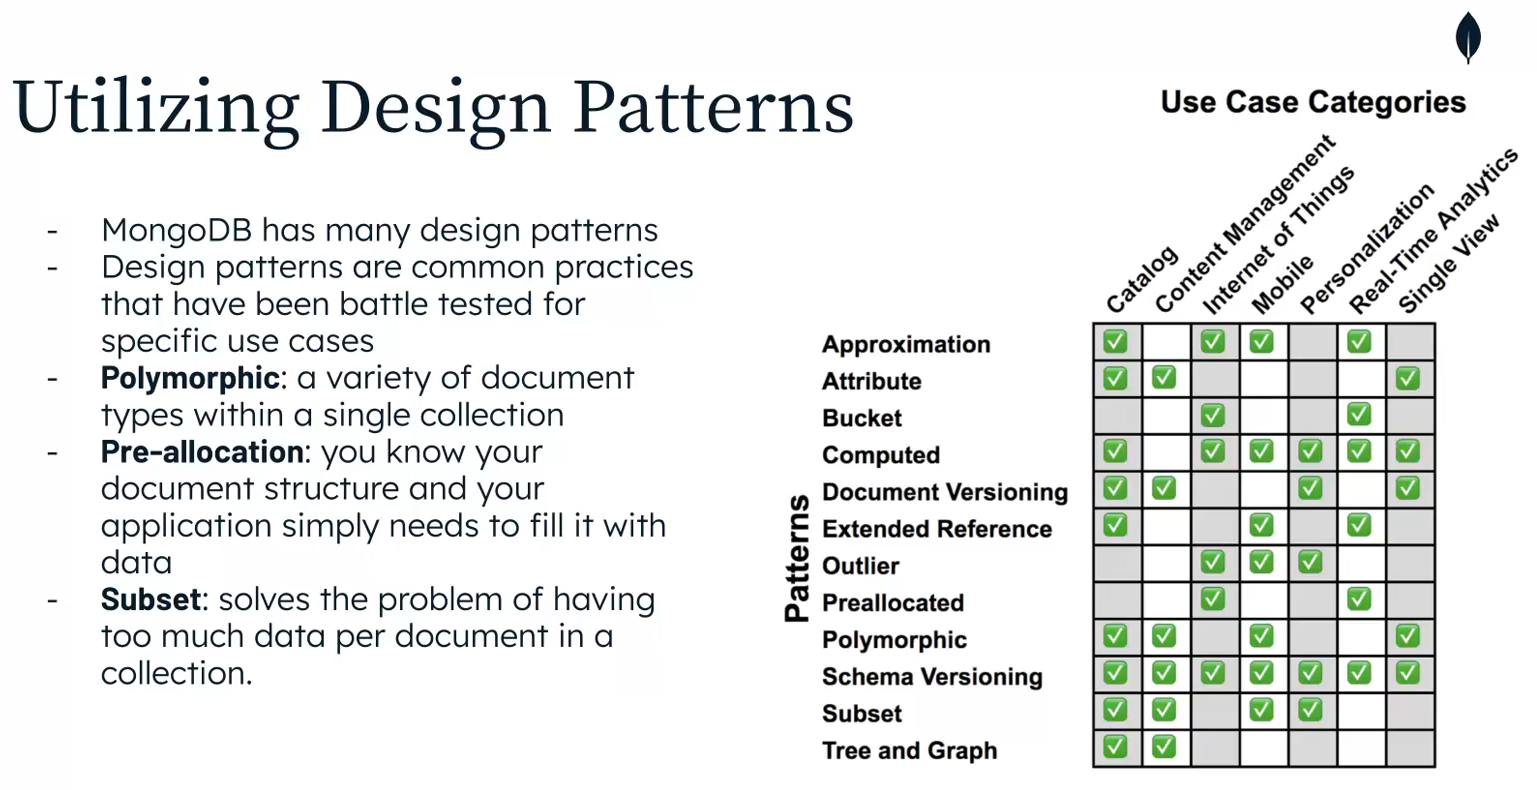 Utilizing Design Patterns
- MongoDB has many design patterns
- Design patterns are common practices
that have been battle tested for
specific use cases
- Polymorphic: a variety of document
types within a single collection
- Pre-allocation: you know your
document structure and your
application simply needs to fill it with
data
- Subset: solves the problem of having
too much data per document in a
collection.
Use Case Categories
Catalog
Content Management
Internet of Things
Mobile
Personalization
Real-Time Analytics
Single View
Patterns
Approximation
Attribute
Bucket
Computed
Document Versioning
Extended Reference
Outlier
Preallocated
Polymorphic
Schema Versioning
Subset
Tree and Graph